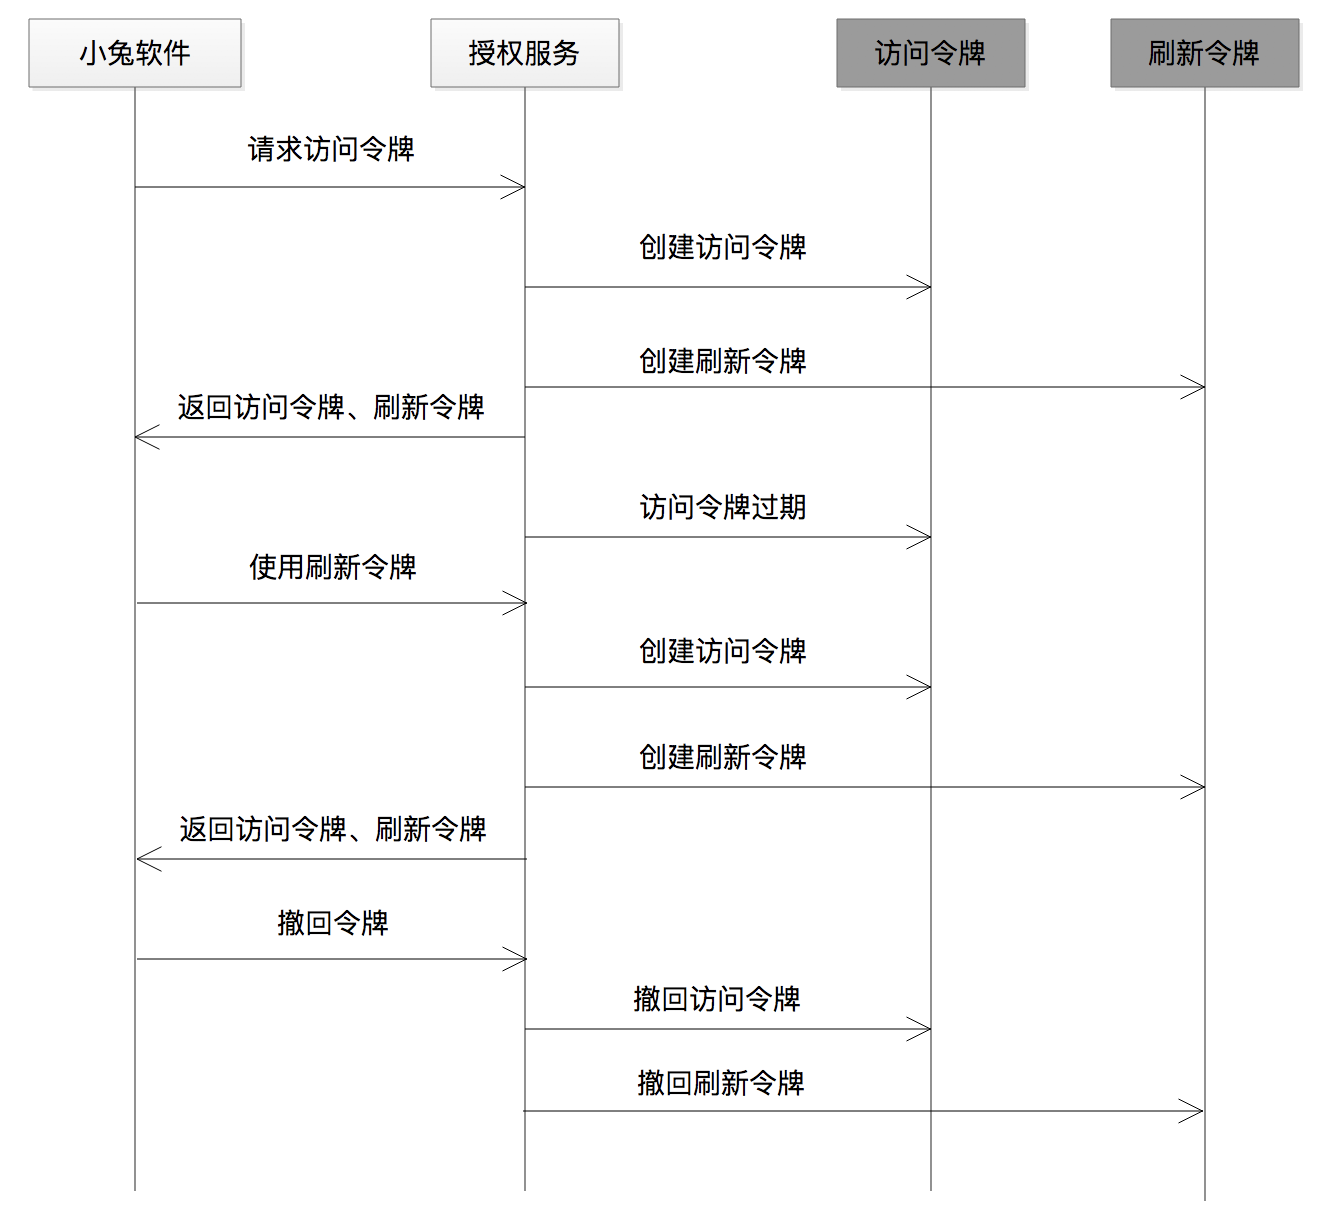 小兔软件
授权服务
访问令牌
刷新令牌
请求访问令牌
创建访问令牌
创建刷新令牌
返回访问令牌、刷新令牌
访问令牌过期
使用刷新令牌
创建访问令牌
创建刷新令牌
返回访问令牌、刷新令牌
撤回令牌
撤回访问令牌
撤回刷新令牌